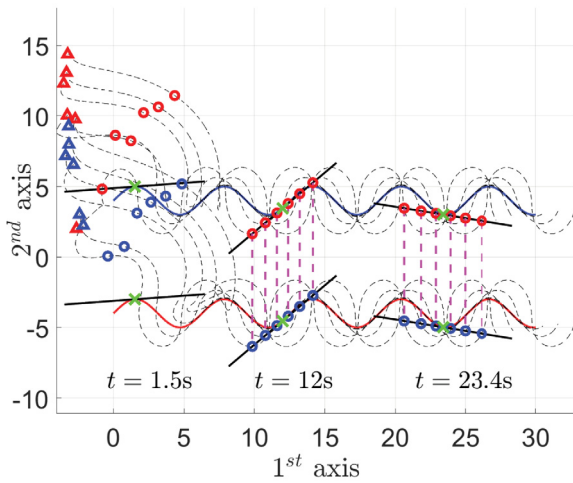 15
10
5
0
-5
-10
2nd axis
t = 1.5s
t = 12s
t = 23.4s
0 5 10 15 20 25 30
1st axis